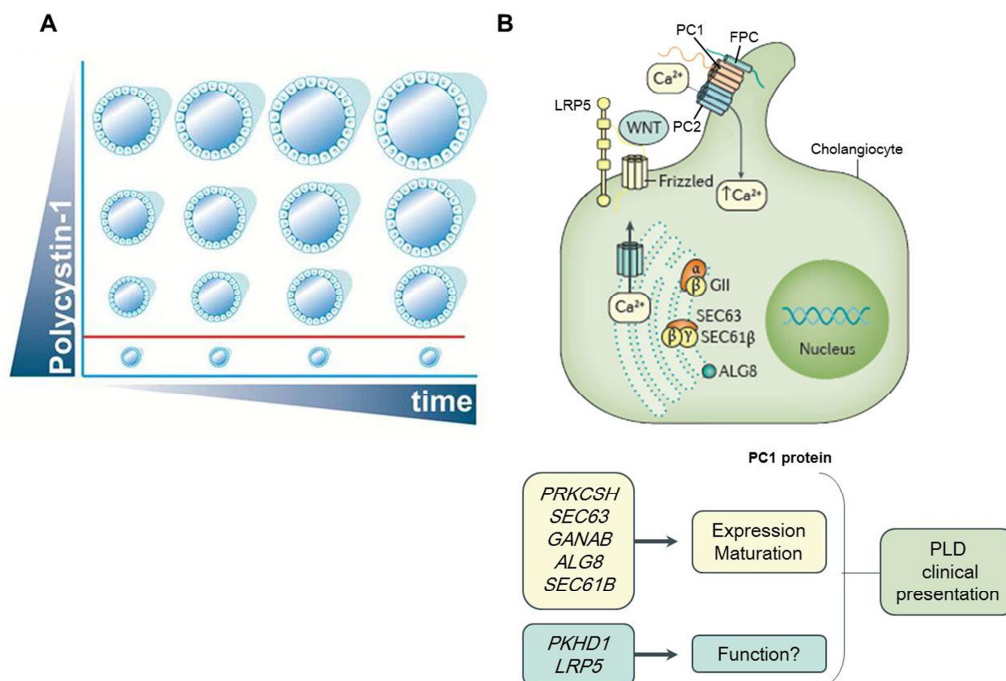 A
Polycystin-1
time
B
PC1
FPC
Ca²⁺
LRP5
WNT
PC2
Cholangiocyte
Frizzled
↑Ca²⁺
α
β GII
Ca²⁺
SEC63
β γ SEC61β
ALG8
Nucleus
PC1 protein
PRKCSH
SEC63
GANAB
ALG8
SEC61B
Expression
Maturation
PLD
clinical
presentation
PKHD1
LRP5
Function?